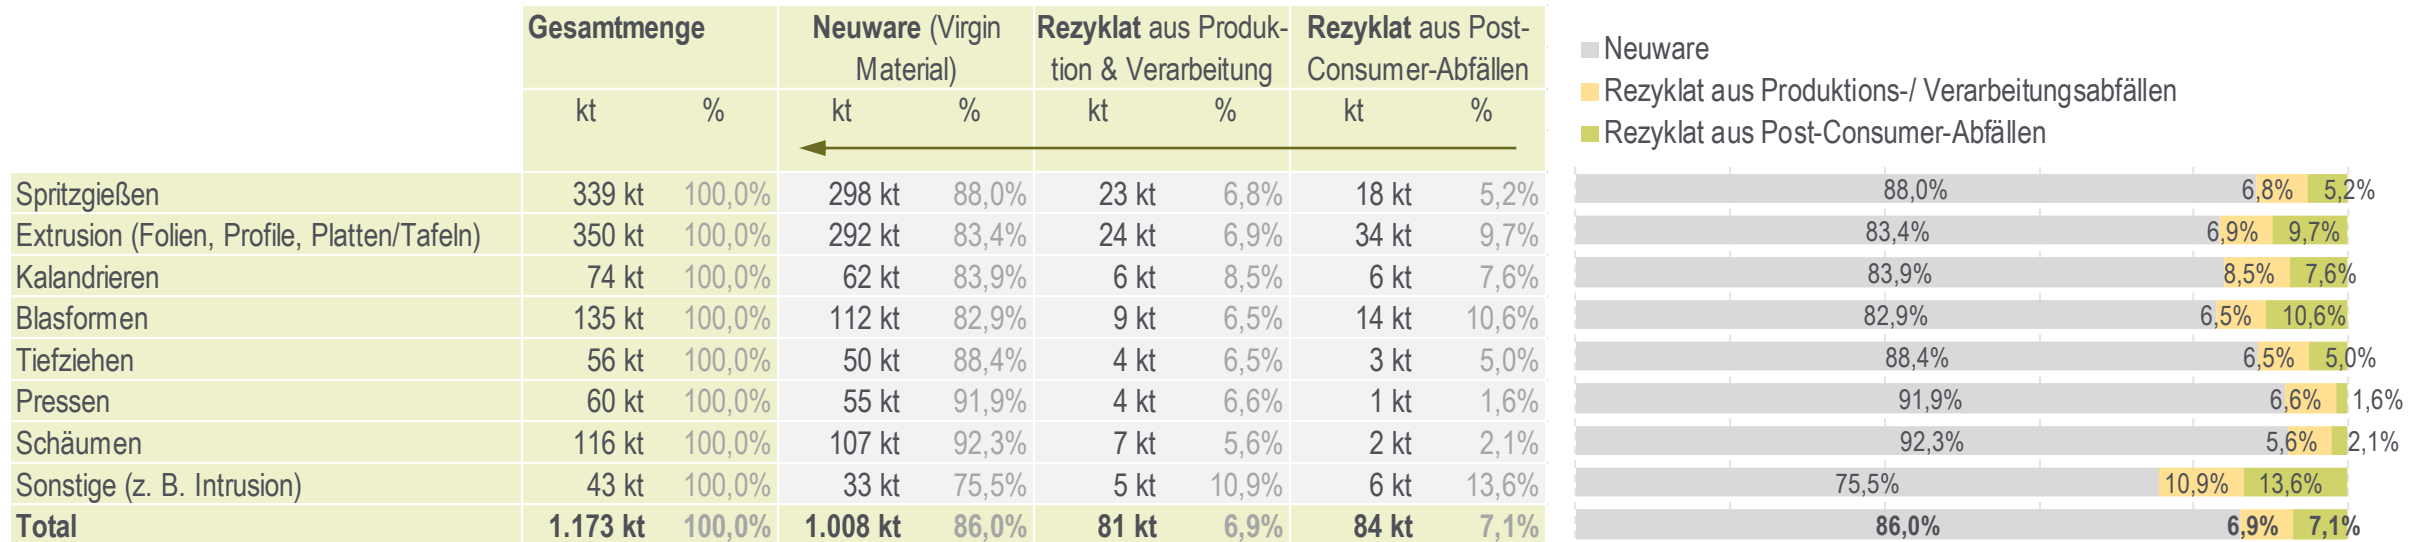 Gesamtmenge Neuware (Virgin Rezyklat aus Produk- Rezyklat aus Post-
Material) tion & Verarbeitung Consumer-Abfällen
kt % kt % kt % kt %
Spritzgießen 339 kt 100,0% 298 kt 88,0% 23 kt 6,8% 18 kt 5,2%
Extrusion (Folien, Profile, Platten/Tafeln) 350 kt 100,0% 292 kt 83,4% 24 kt 6,9% 34 kt 9,7%
Kalandrieren 74 kt 100,0% 62 kt 83,9% 6 kt 8,5% 6 kt 7,6%
Blasformen 135 kt 100,0% 112 kt 82,9% 9 kt 6,5% 14 kt 10,6%
Tiefziehen 56 kt 100,0% 50 kt 88,4% 4 kt 6,5% 3 kt 5,0%
Pressen 60 kt 100,0% 55 kt 91,9% 4 kt 6,6% 1 kt 1,6%
Schäumen 116 kt 100,0% 107 kt 92,3% 7 kt 5,6% 2 kt 2,1%
Sonstige (z. B. Intrusion) 43 kt 100,0% 33 kt 75,5% 5 kt 10,9% 6 kt 13,6%
Total 1.173 kt 100,0% 1.008 kt 86,0% 81 kt 6,9% 84 kt 7,1%
Neuware
Rezyklat aus Produktions-/ Verarbeitungsabfällen
Rezyklat aus Post-Consumer-Abfällen
88,0% 6,8% 5,2%
83,4% 6,9% 9,7%
83,9% 8,5% 7,6%
82,9% 6,5% 10,6%
88,4% 6,5% 5,0%
91,9% 6,6% 1,6%
92,3% 5,6% 2,1%
75,5% 10,9% 13,6%
86,0% 6,9% 7,1%